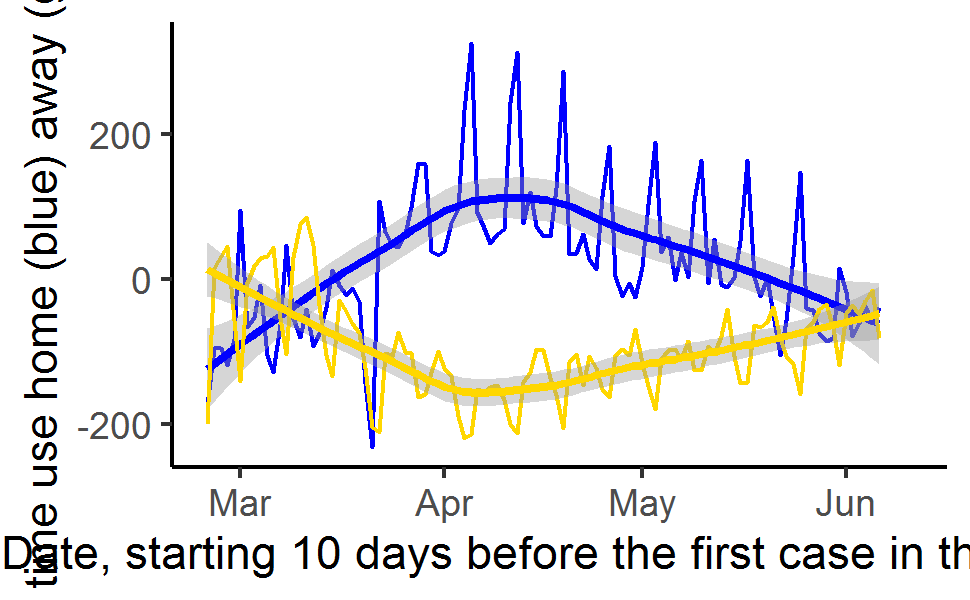 time use home (blue) away (
200
0
-200
Mar Apr May Jun
Date, starting 10 days before the first case in th